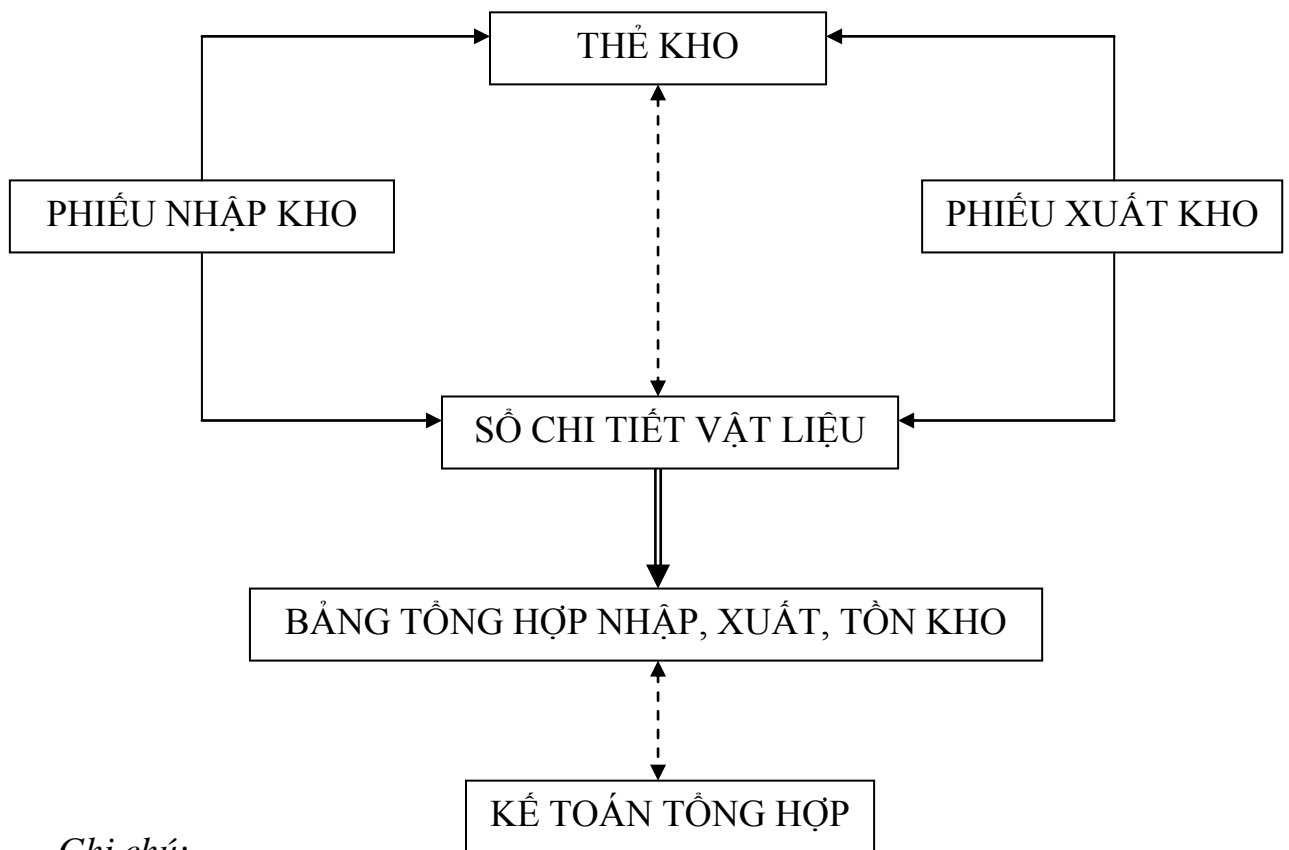 THẺ KHO
PHIẾU NHẬP KHO
PHIẾU XUẤT KHO
SỔ CHI TIẾT VẬT LIỆU
BẢNG TỔNG HỢP NHẬP, XUẤT, TỒN KHO
KẾ TOÁN TỔNG HỢP
Ghi chú: